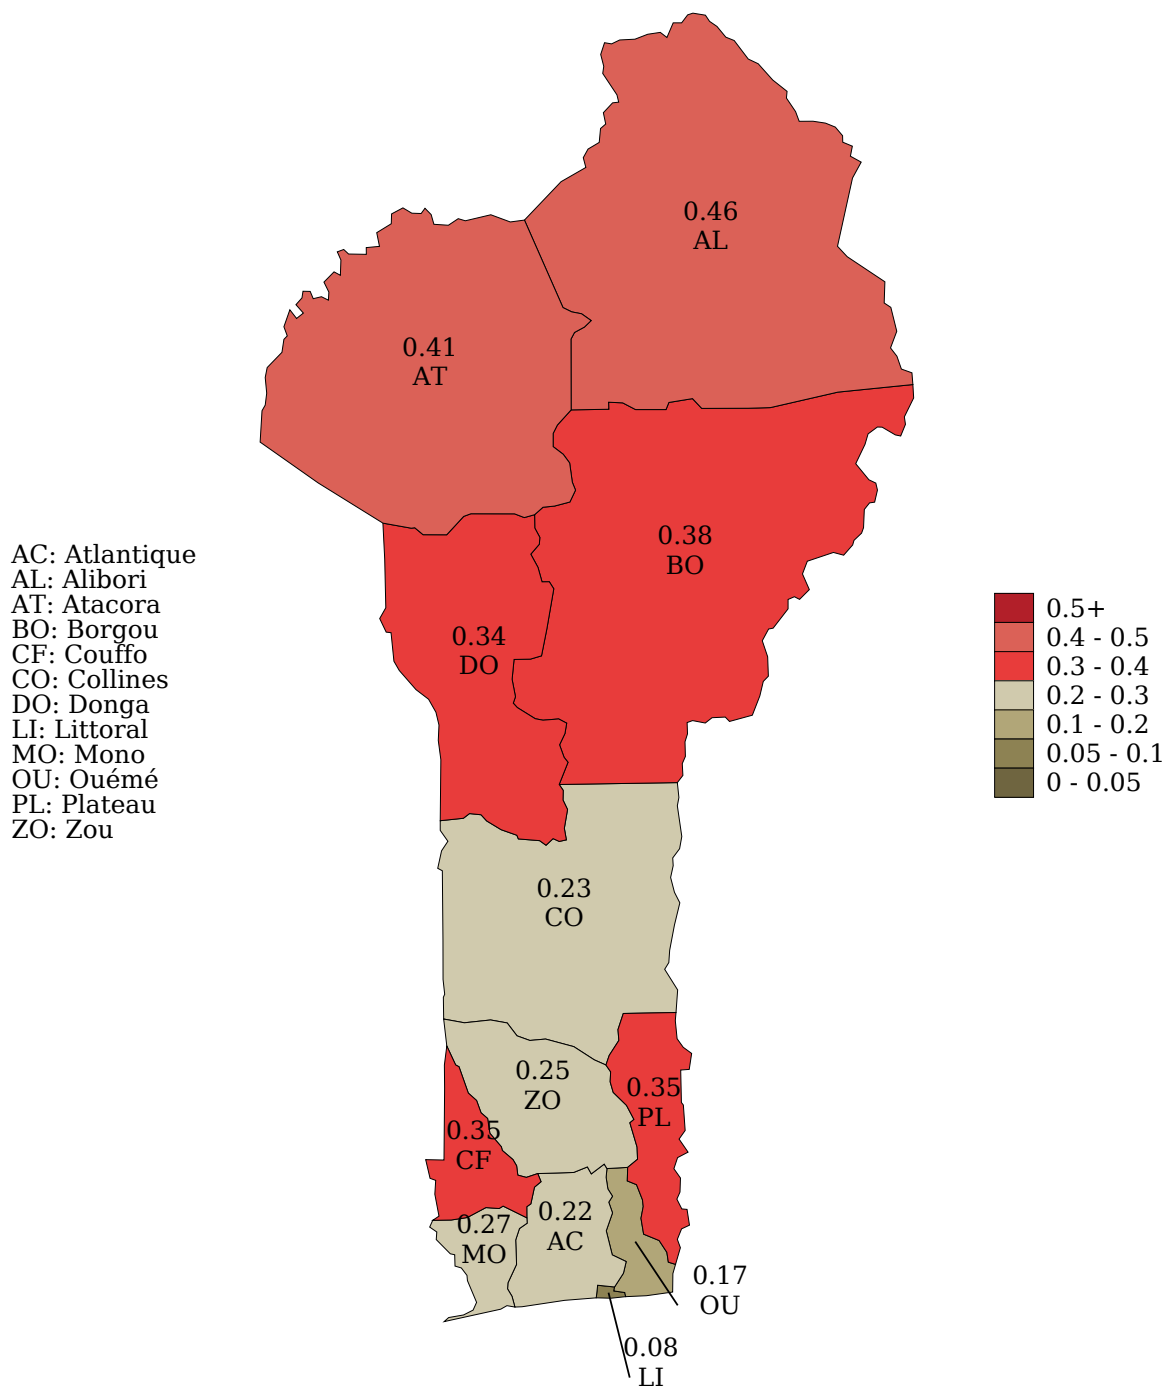 0.46
AL
0.41
AT
0.38
BO
AC: Atlantique
AL: Alibori
AT: Atacora
BO: Borgou
CF: Couffo
CO: Collines
DO: Donga
LI: Littoral
MO: Mono
OU: Ouémé
PL: Plateau
ZO: Zou
0.34
DO
0.5+
0.4 - 0.5
0.3 - 0.4
0.2 - 0.3
0.1 - 0.2
0.05 - 0.1
0 - 0.05
0.23
CO
0.25
ZO
0.35
PL
0.35
CF
0.22
AC
0.27
MO
0.17
OU
0.08
LI